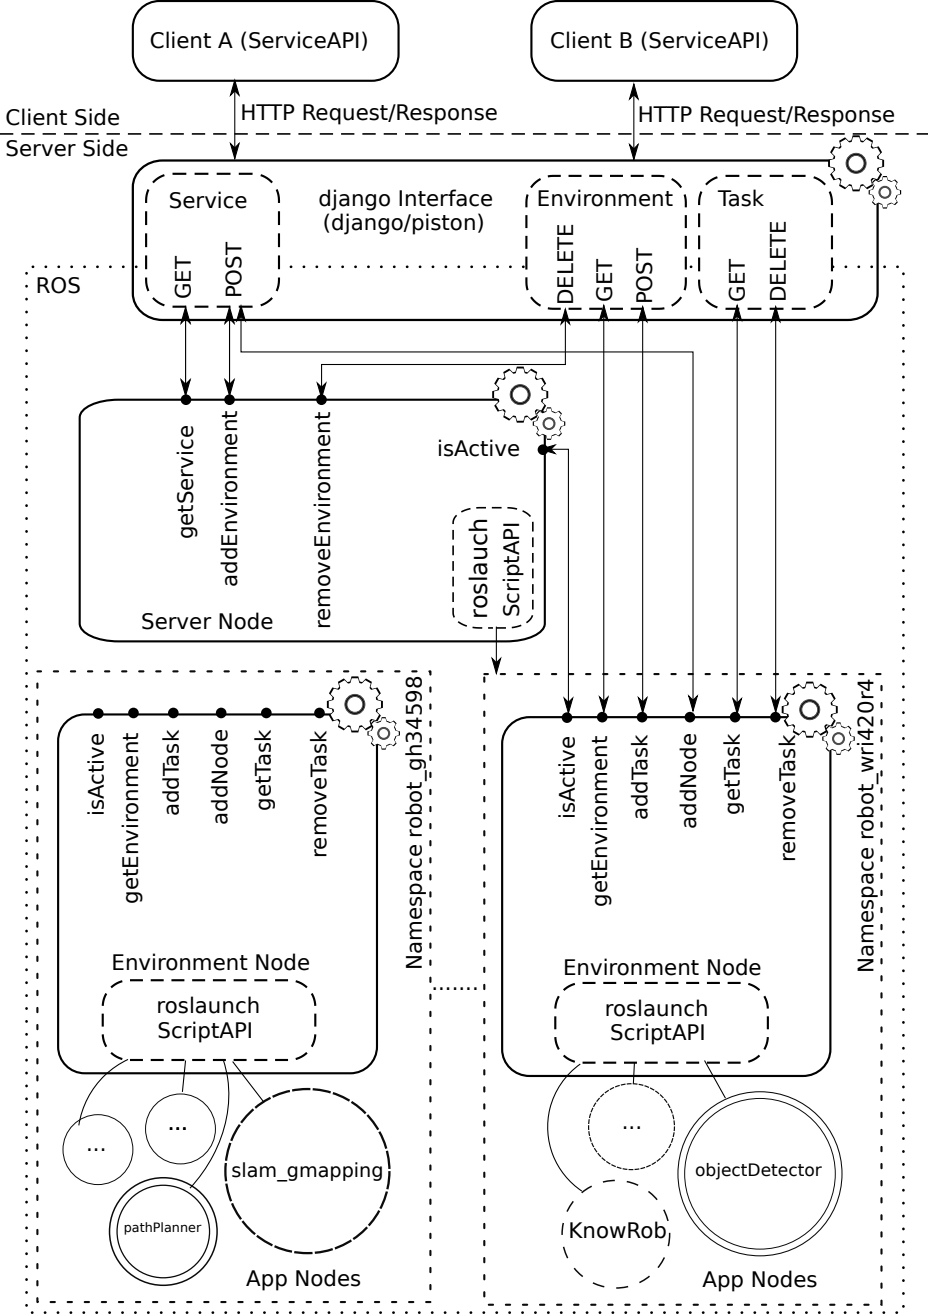 Client A (ServiceAPI)
Client B (ServiceAPI)
HTTP Request/Response
HTTP Request/Response
Client Side
Server Side
Service
django Interface
(django/piston)
Environment
Task
GET
POST
DELETE
GET
POST
GET
DELETE
ROS
isActive
getService
addEnvironment
removeEnvironment
roslauch
ScriptAPI
Server Node
isActive
getEnvironment
addTask
addNode
getTask
removeTask
Namespace robot_gh34598
isActive
getEnvironment
addTask
addNode
getTask
removeTask
Namespace robot_wri420r4
Environment Node
roslaunch
ScriptAPI
.......
Environment Node
roslaunch
ScriptAPI
...
...
slam_gmapping
pathPlanner
App Nodes
...
objectDetector
KnowRob
App Nodes